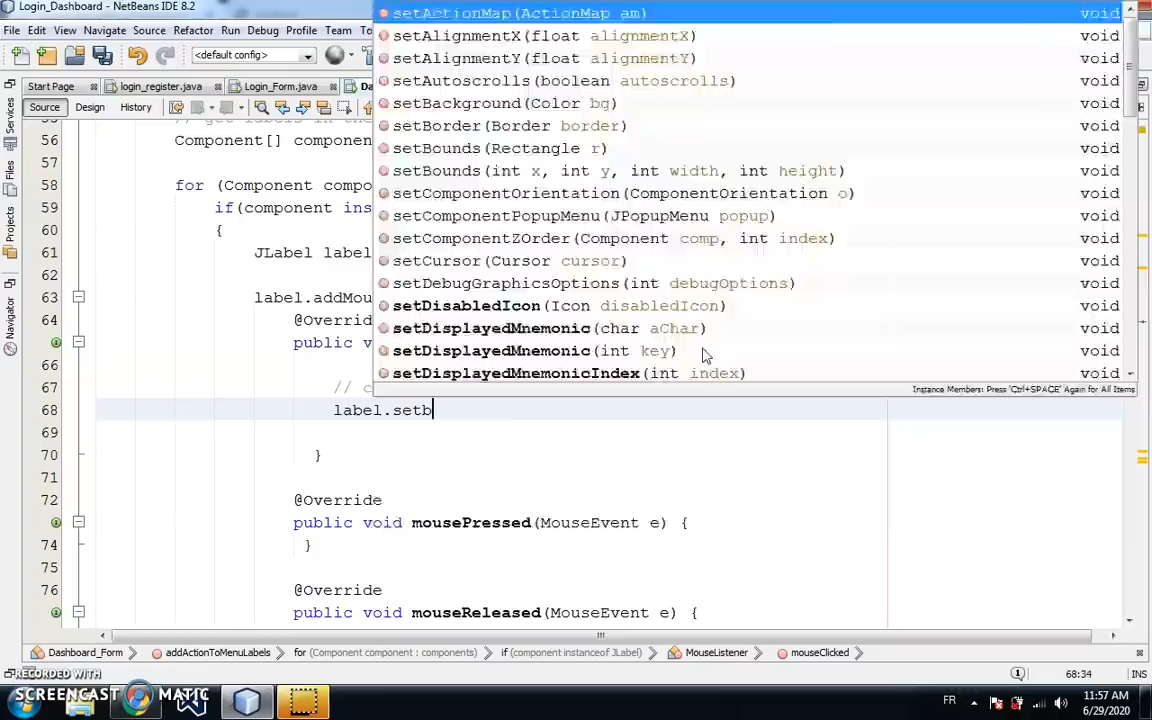 Login_Dashboard - NetBeans IDE 8.2
File Edit View Navigate Source Refactor Run Debug Profile Team
<default config>
Start Page login_register.java Login_Form.java Da
Source Design History
Services
Files
Projects
Navigator
setActionMap(ActionMap am) void
setAlignmentX(float alignmentX) void
setAlignmentY(float alignmentY) void
setAutoscrolls(boolean autoscrolls) void
setBackground(Color bg) void
setBorder(Border border) void
setBounds(Rectangle r) void
setBounds(int x, int y, int width, int height) void
setComponentOrientation(ComponentOrientation o) void
setComponentPopupMenu(JPopupMenu popup) void
setComponentZOrder(Component comp, int index) void
setCursor(Cursor cursor) void
setDebugGraphicsOptions(int debugOptions) void
setDisabledIcon(Icon disabledIcon) void
setDisplayedMnemonic(char aChar) void
setDisplayedMnemonic(int key) void
setDisplayedMnemonicIndex(int index) void
Instance Members; Press 'Ctrl+SPACE' Again for All Items
56 Component[] component
57
58 for (Component compo
59 if(component ins
60 {
61 JLabel label
62
63 label.addMou
64 @Overrid
public v
66
67 // c
68 label.setb
69
70 }
71
72 @Override
public void mousePressed(MouseEvent e) {
74 }
75
76 @Override
public void mouseReleased(MouseEvent e) {
Dashboard_Form addActionToMenuLabels for (Component component : components) if (component instanceof JLabel) MouseListener mouseClicked
68:34 INS
RECORDED WITH
SCREENCAST MATIC
FR 11:57 AM
6/29/2020